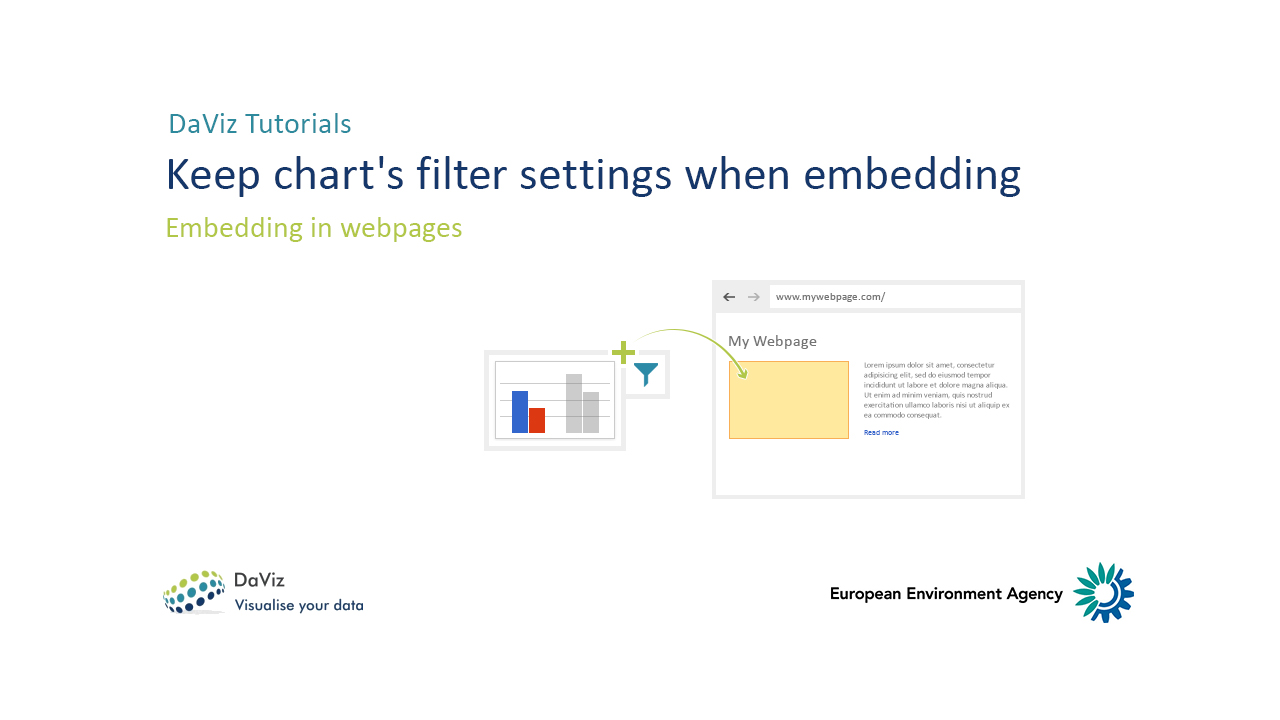 DaViz Tutorials
Keep chart's filter settings when embedding
Embedding in webpages
www.mywebpage.com/
My Webpage
Lorem ipsum dolor sit amet, consectetur
adipisicing elit, sed do eiusmod tempor
incididunt ut labore et dolore magna aliqua.
Ut enim ad minim veniam, quis nostrud
exercitation ullamco laboris nisi ut aliquip ex
ea commodo consequat.
Read more
DaViz
Visualise your data
European Environment Agency